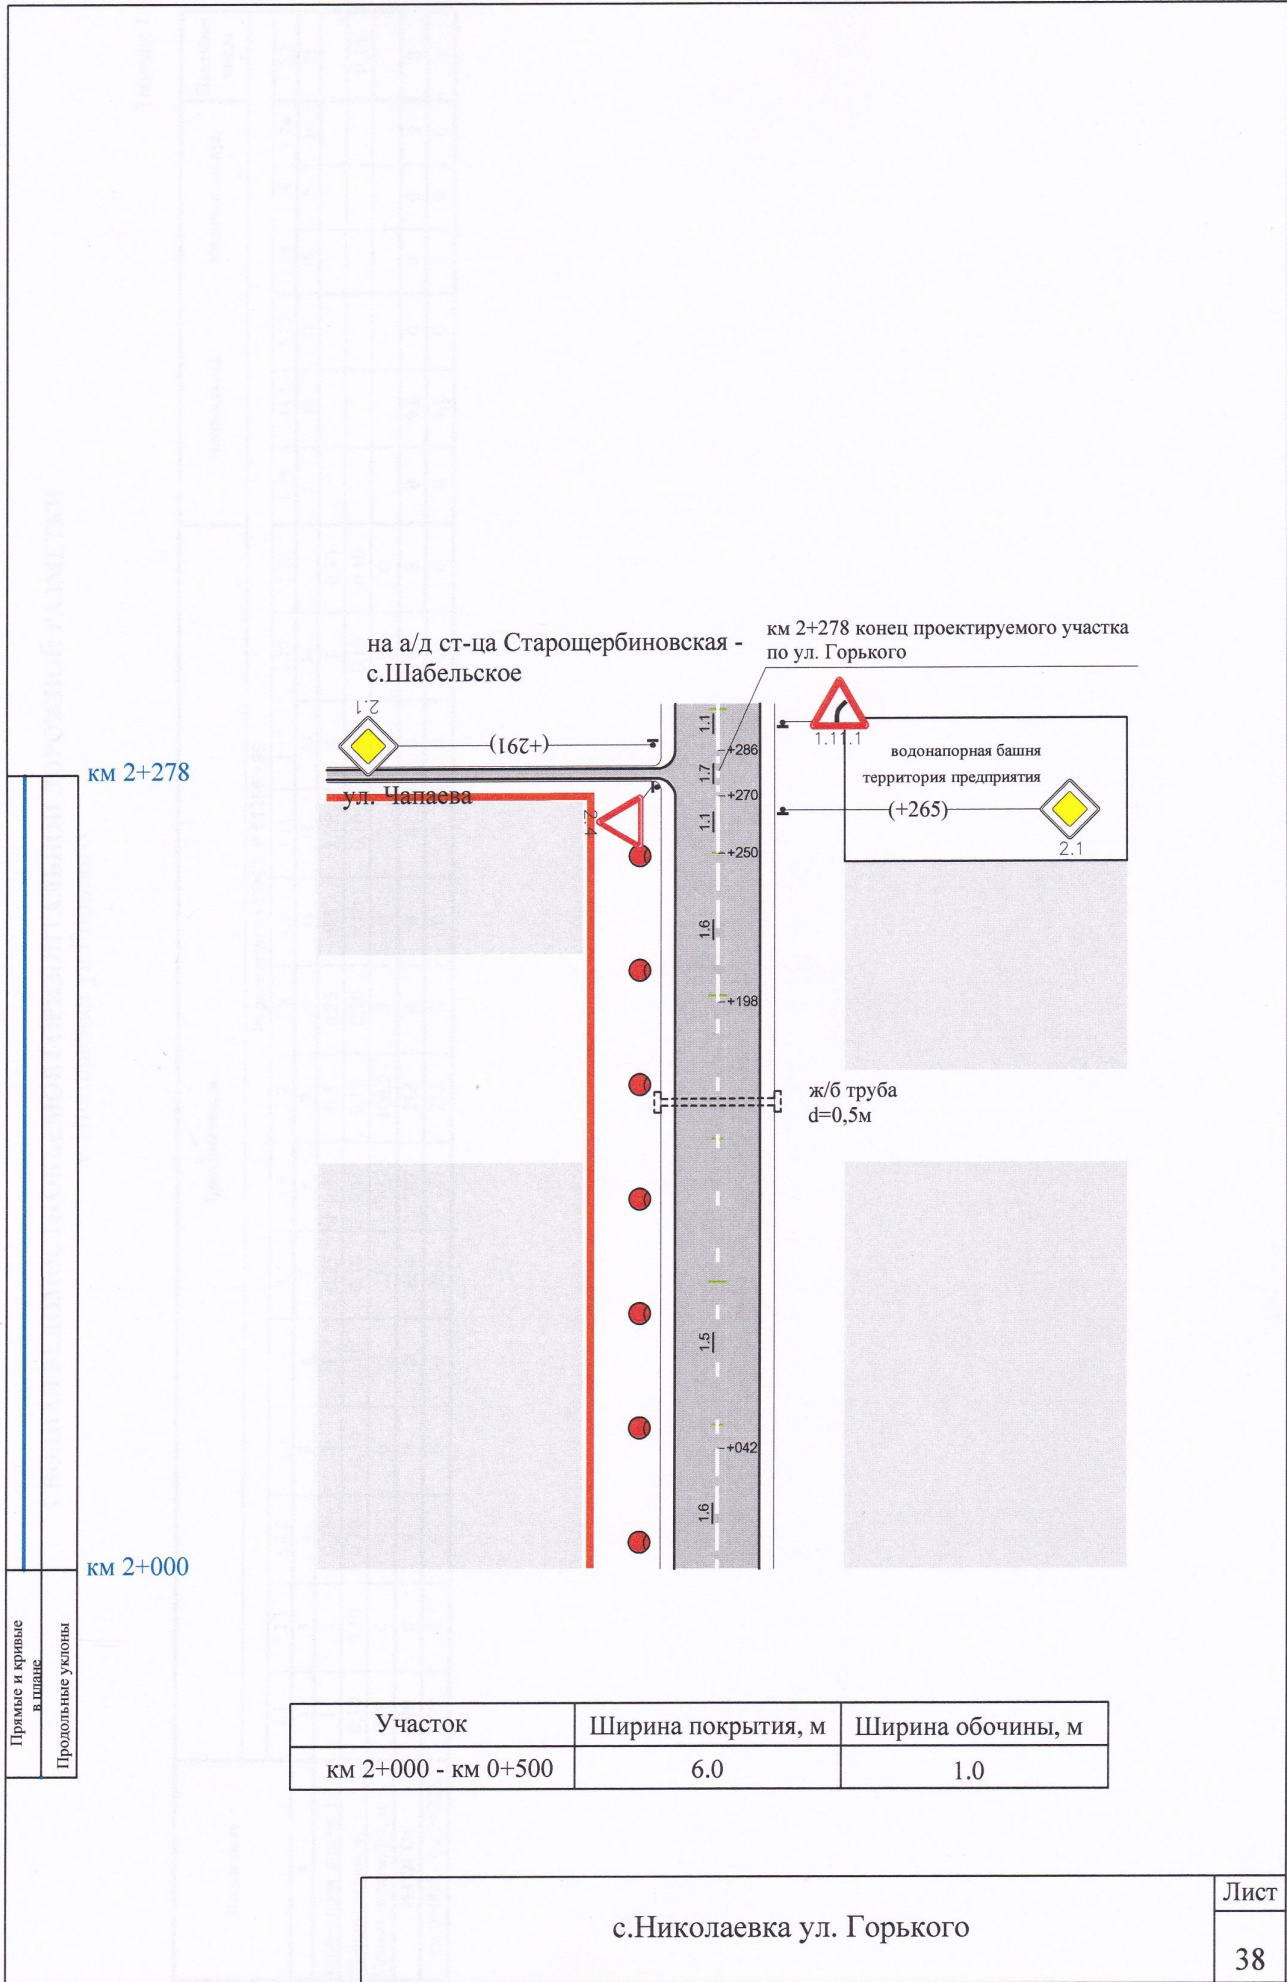 на а/д ст-ца Старощербиновская -
с.Шабельское
км 2+278 конец проектируемого участка
по ул. Горького
2.1
(+291)
1.1
1.11.1
+286
водонапорная башня
территория предприятия
км 2+278
1.7
ул. Чапаева
+270
(+265)
2.4
1.1
2.1
+250
1.6
+198
ж/б труба
d=0,5м
1.5
+042
1.6
км 2+000
Прямые и кривые
в плане
Продольные уклоны
Участок Ширина покрытия, м Ширина обочины, м
км 2+000 - км 0+500 6.0 1.0
с.Николаевка ул. Горького
Лист
38